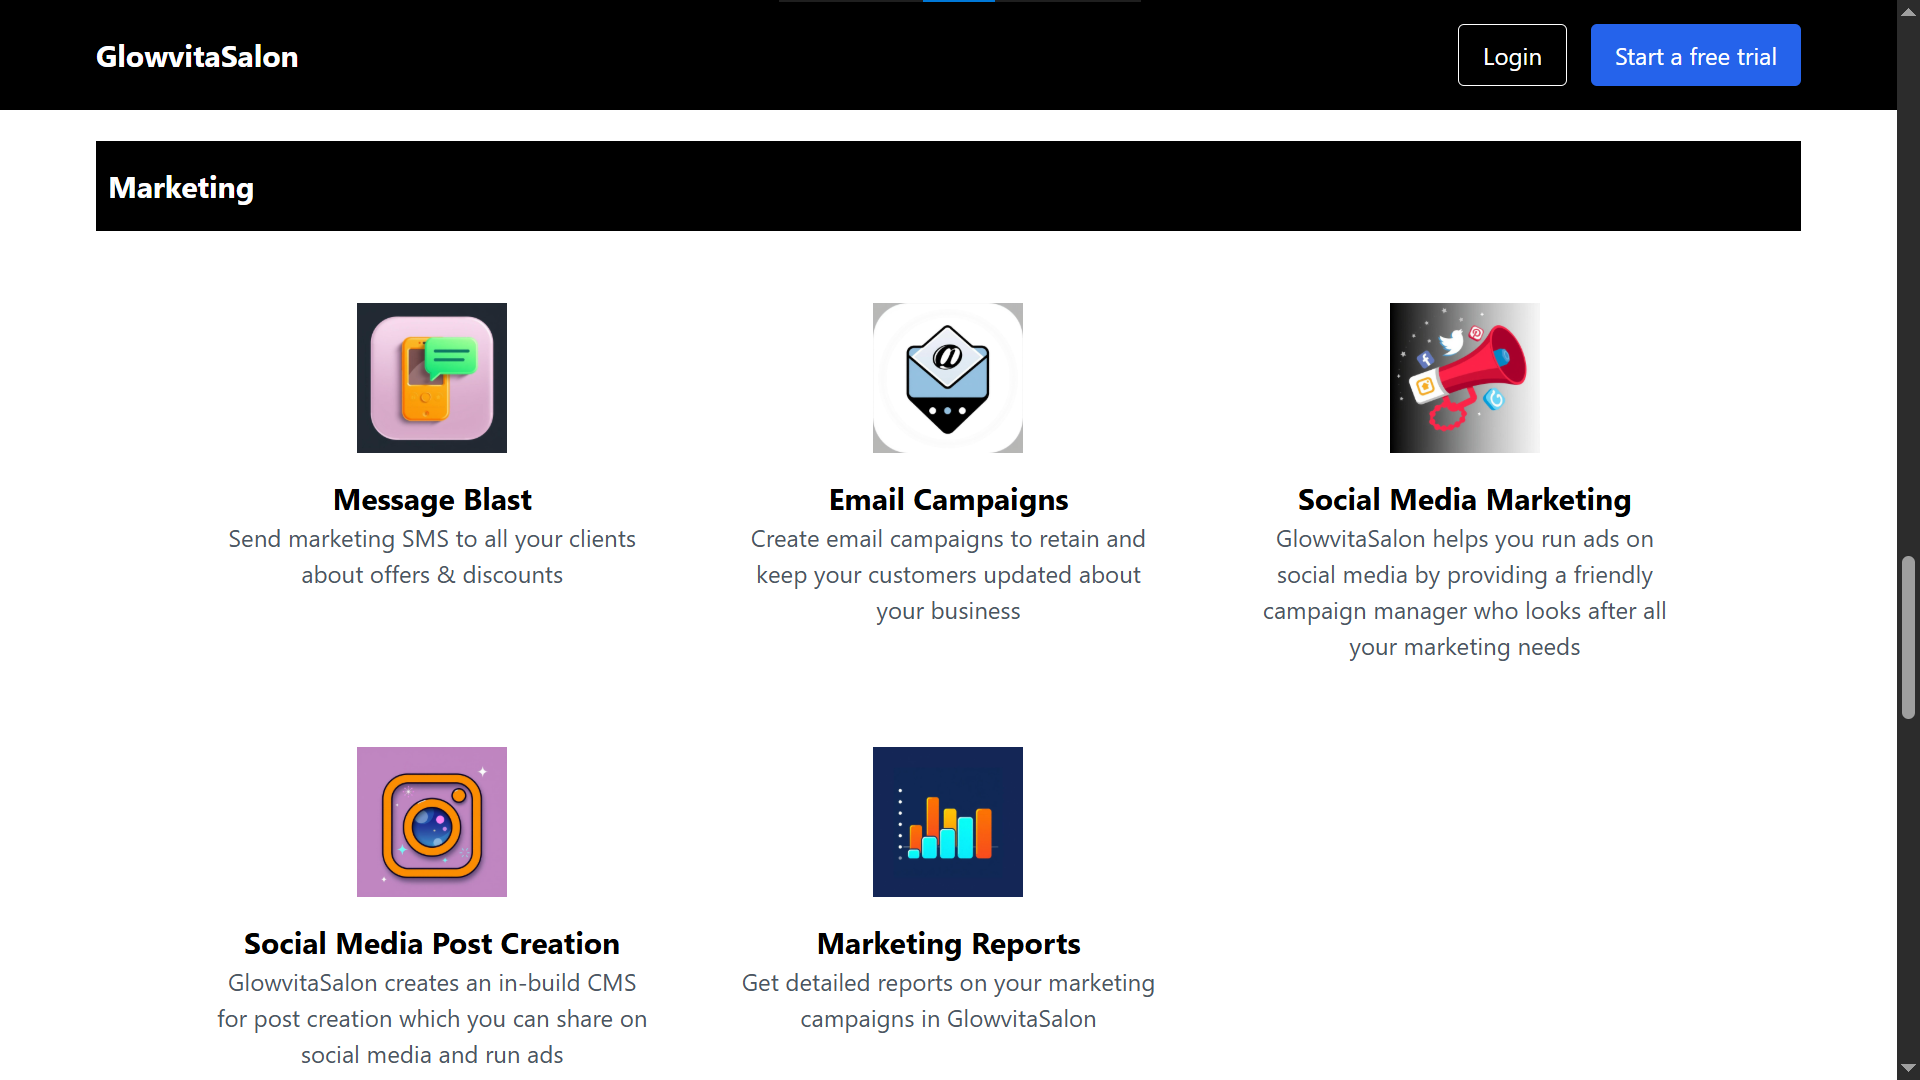 GlowvitaSalon
Login
Start a free trial
Marketing
Message Blast
Send marketing SMS to all your clients
about offers & discounts
Email Campaigns
Create email campaigns to retain and
keep your customers updated about
your business
Social Media Marketing
GlowvitaSalon helps you run ads on
social media by providing a friendly
campaign manager who looks after all
your marketing needs
Social Media Post Creation
GlowvitaSalon creates an in-build CMS
for post creation which you can share on
social media and run ads
Marketing Reports
Get detailed reports on your marketing
campaigns in GlowvitaSalon